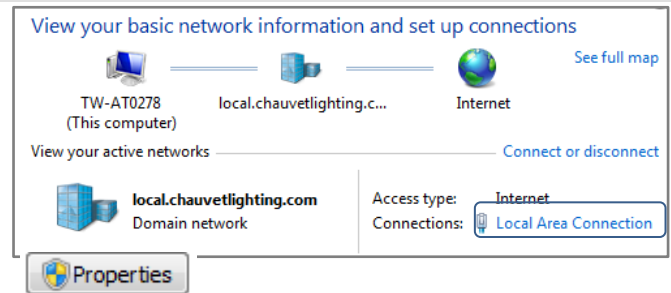 View your basic network information and set up connections
See full map
TW-AT0278
(This computer)
local.chauvetlighting.c...
Internet
View your active networks
Connect or disconnect
local.chauvetlighting.com
Domain network
Access type: Internet
Connections: Local Area Connection
Properties